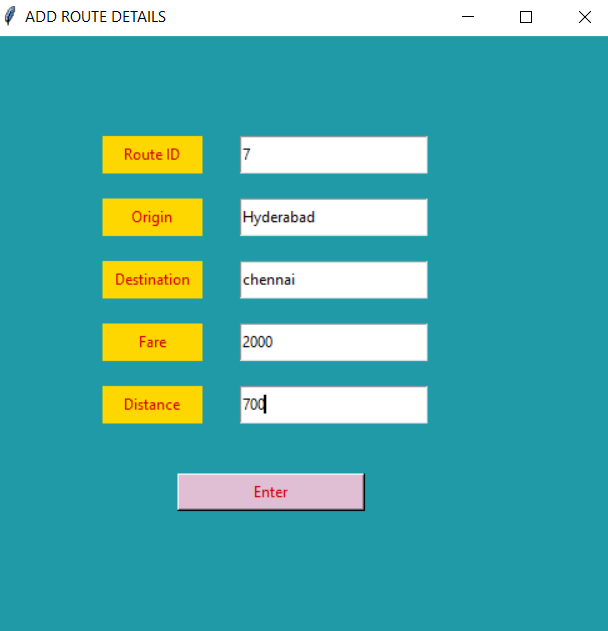 ADD ROUTE DETAILS
Route ID 7
Origin Hyderabad
Destination chennai
Fare 2000
Distance 700
Enter